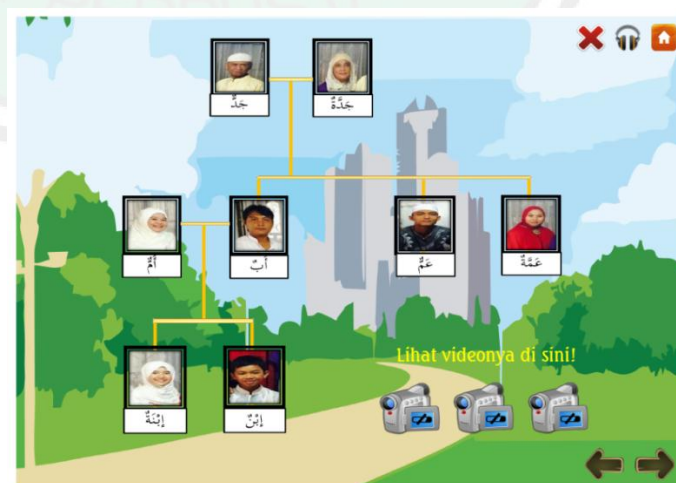 جَدٌّ
جَدَّةٌ
أُمٌّ
أَبٌ
عَمٌّ
عَمَّةٌ
Lihat videonya di sini!
إِبْنَةٌ
إِبْنٌ